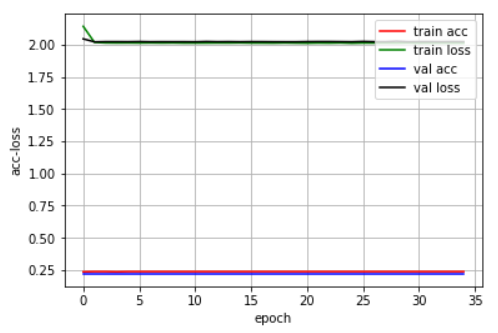 train acc
train loss
val acc
val loss
2.00
1.75
1.50
1.25
1.00
0.75
0.50
0.25
acc-loss
0 5 10 15 20 25 30 35
epoch